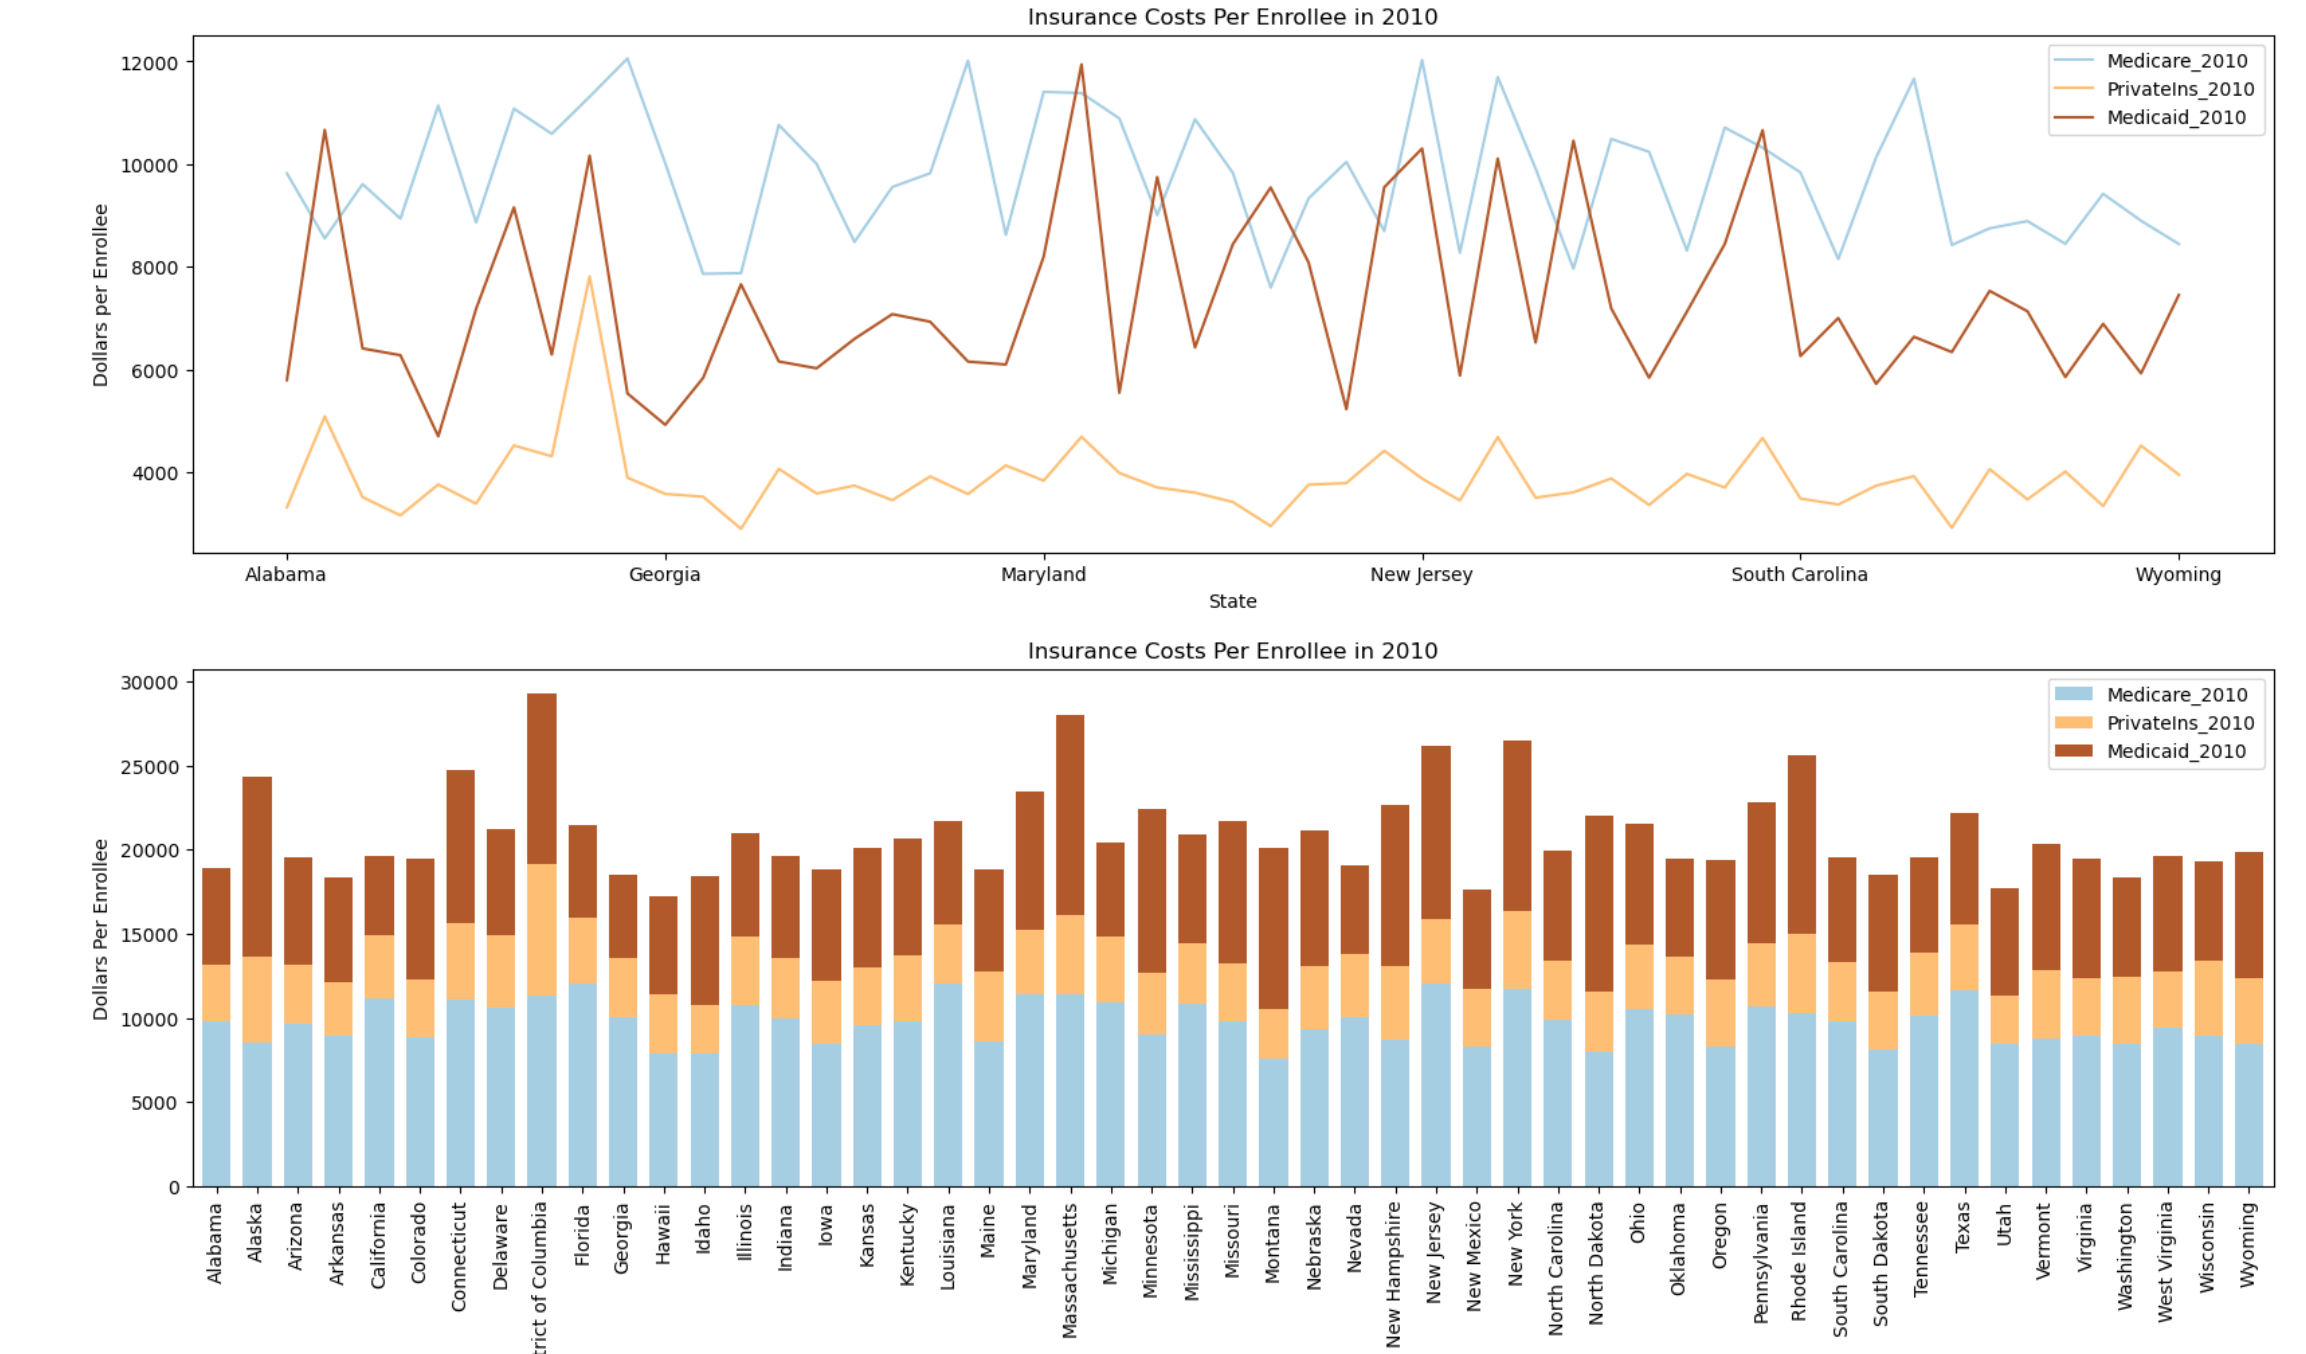 Insurance Costs Per Enrollee in 2010
12000
10000
8000
6000
4000
Dollars per Enrollee
Medicare_2010
PrivateIns_2010
Medicaid_2010
Alabama Georgia Maryland New Jersey South Carolina Wyoming
State
Insurance Costs Per Enrollee in 2010
30000
25000
20000
15000
10000
5000
0
Dollars Per Enrollee
Medicare_2010
PrivateIns_2010
Medicaid_2010
Alabama
Alaska
Arizona
Arkansas
California
Colorado
Connecticut
Delaware
trict of Columbia
Florida
Georgia
Hawaii
Idaho
Illinois
Indiana
Iowa
Kansas
Kentucky
Louisiana
Maine
Maryland
Massachusetts
Michigan
Minnesota
Mississippi
Missouri
Montana
Nebraska
Nevada
New Hampshire
New Jersey
New Mexico
New York
North Carolina
North Dakota
Ohio
Oklahoma
Oregon
Pennsylvania
Rhode Island
South Carolina
South Dakota
Tennessee
Texas
Utah
Vermont
Virginia
Washington
West Virginia
Wisconsin
Wyoming